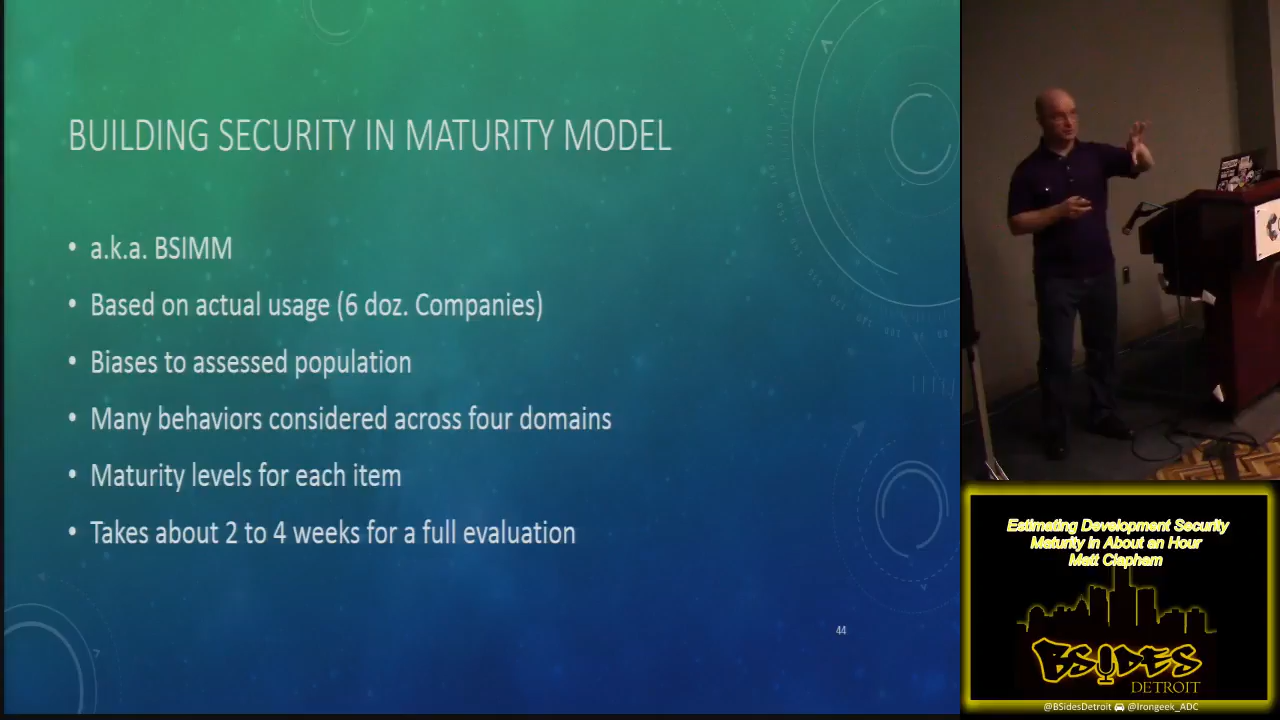 BUILDING SECURITY IN MATURITY MODEL
• a.k.a. BSIMM
• Based on actual usage (6 doz. Companies)
• Biases to assessed population
• Many behaviors considered across four domains
• Maturity levels for each item
• Takes about 2 to 4 weeks for a full evaluation
44
Estimating Development Security
Maturity in About an Hour
Matt Clapham
BSIDES
DETROIT
@BSidesDetroit @Irongeek_ADC